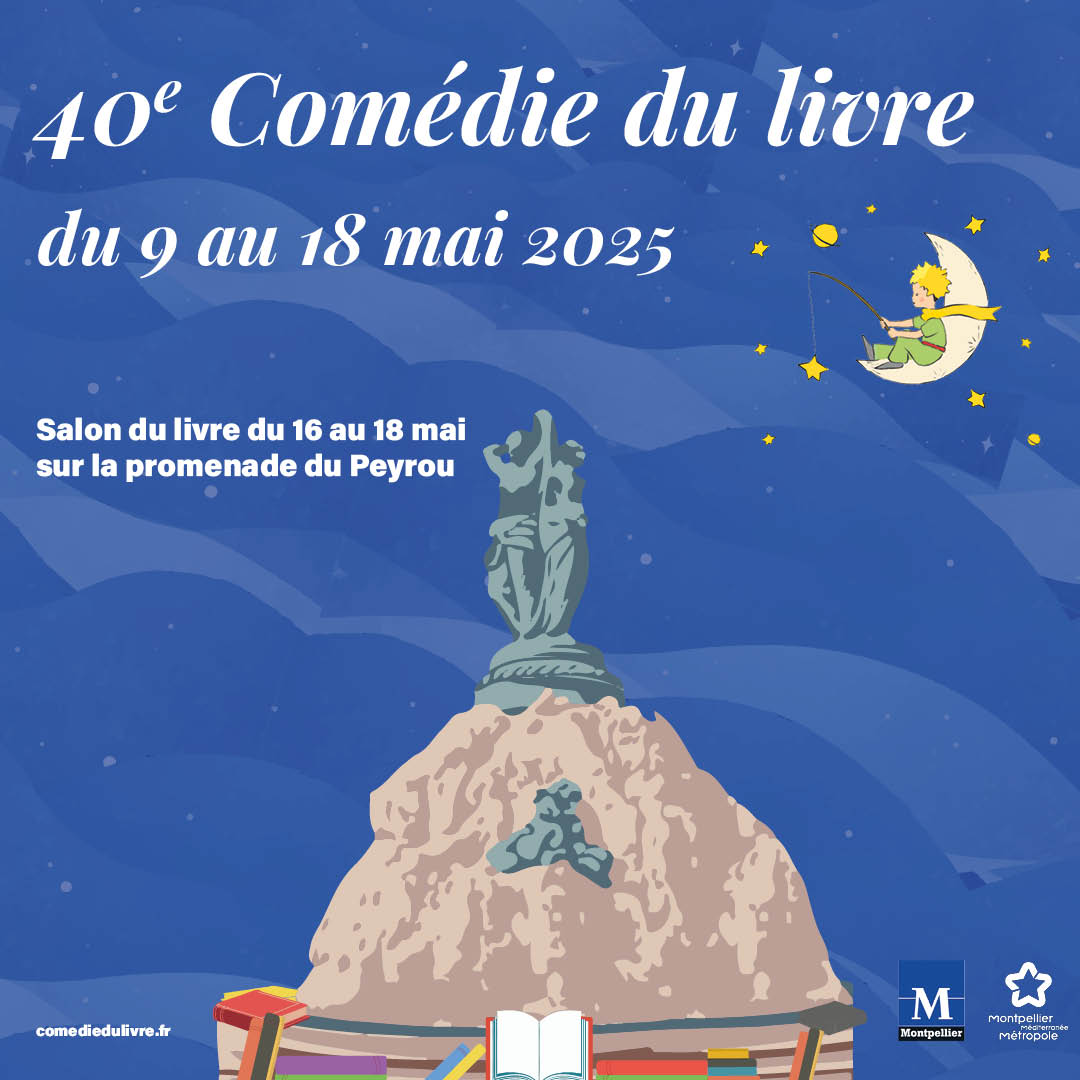 40e Comédie du livre
du 9 au 18 mai 2025
Salon du livre du 16 au 18 mai
sur la promenade du Peyrou
comediedulivre.fr
M
Montpellier
Montpellier
Méditerranée
métropole